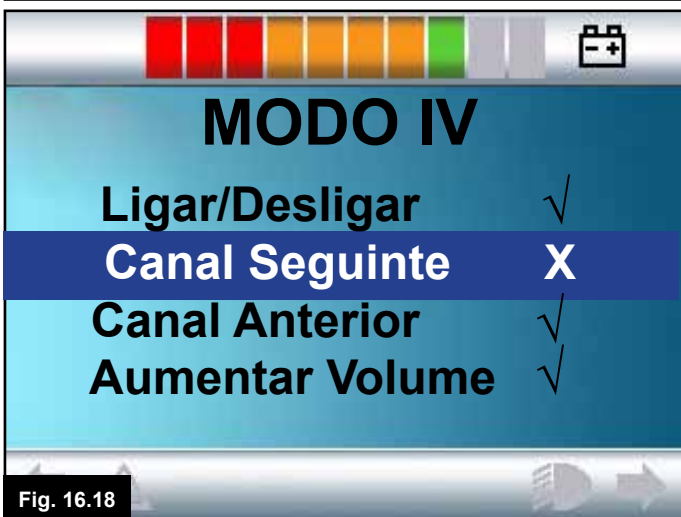 MODO IV
Ligar/Desligar √
Canal Seguinte X
Canal Anterior √
Aumentar Volume √
Fig. 16.18